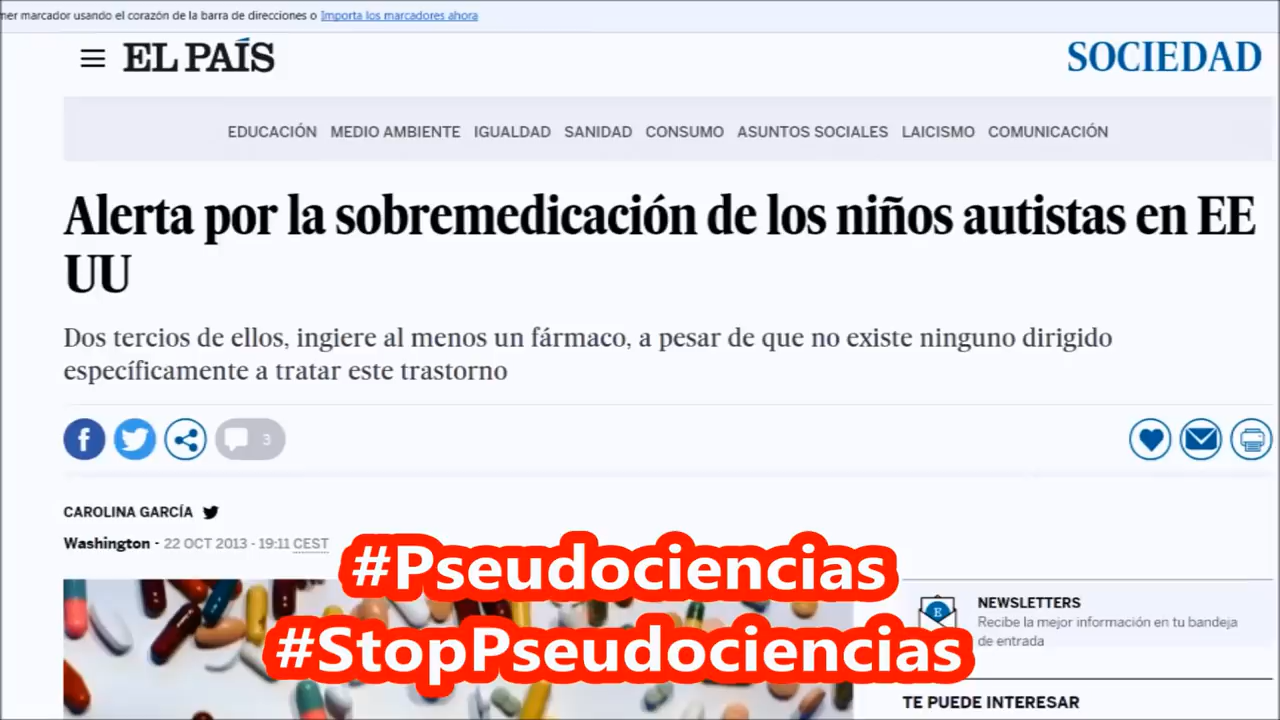 mer marcador usando el corazón de la barra de direcciones o Importa los marcadores ahora
EL PAÍS
SOCIEDAD
EDUCACIÓN MEDIO AMBIENTE IGUALDAD SANIDAD CONSUMO ASUNTOS SOCIALES LAICISMO COMUNICACIÓN
Alerta por la sobremedicación de los niños autistas en EE
UU
Dos tercios de ellos, ingiere al menos un fármaco, a pesar de que no existe ninguno dirigido
específicamente a tratar este trastorno
3
CAROLINA GARCÍA
Washington - 22 OCT 2013 - 19:11 CEST
#Pseudociencias
#StopPseudociencias
E
NEWSLETTERS
Recibe la mejor información en tu bandeja
de entrada
TE PUEDE INTERESAR